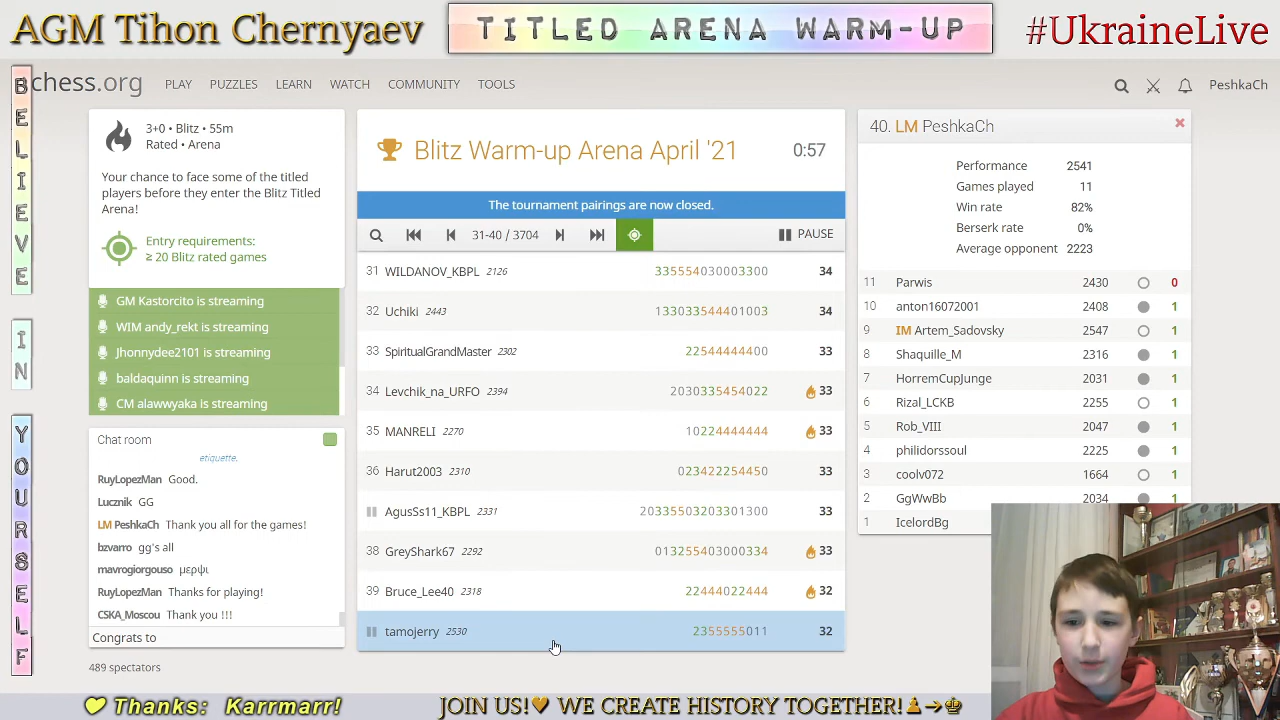 AGM Tihon Chernyaev
TITLED ARENA WARM-UP
#UkraineLive
BELIEVE
IN
YOURSELF
chess.org
PLAY
PUZZLES
LEARN
WATCH
COMMUNITY
TOOLS
PeshkaCh
3+0 • Blitz • 55m
Rated • Arena
Your chance to face some of the titled
players before they enter the Blitz Titled
Arena!
Entry requirements:
≥ 20 Blitz rated games
GM Kastorcito is streaming
WIM andy_rekt is streaming
Jhonnydee2101 is streaming
baldaquinn is streaming
CM alawwyaka is streaming
Chat room
etiquette.
RuyLopezMan Good.
Lucznik GG
LM PeshkaCh Thank you all for the games!
bzvarro gg's all
mavrogiorgouso μερψι
RuyLopezMan Thanks for playing!
CSKA_Moscou Thank you !!!
Congrats to
489 spectators
Blitz Warm-up Arena April '21 0:57
The tournament pairings are now closed.
31-40 / 3704 PAUSE
31 WILDANOV_KBPL 2126 335554030003300 34
32 Uchiki 2443 133033544401003 34
33 SpiritualGrandMaster 2302 22544444400 33
34 Levchik_na_URFO 2394 2030335454022 33
35 MANRELI 2270 10224444444 33
36 Harut2003 2310 023422254450 33
AgusSs11_KBPL 2331 20335503203301300 33
38 GreyShark67 2292 013255403000334 33
39 Bruce_Lee40 2318 22444022444 32
tamojerry 2530 2355555011 32
40. LM PeshkaCh
Performance 2541
Games played 11
Win rate 82%
Berserk rate 0%
Average opponent 2223
11 Parwis 2430 0
10 anton16072001 2408 1
9 IM Artem_Sadovsky 2547 1
8 Shaquille_M 2316 1
7 HorremCupJunge 2031 1
6 Rizal_LCKB 2255 1
5 Rob_VIII 2047 1
4 philidorssoul 2225 1
3 coolv072 1664 1
2 GgWwBb 2034 1
1 IcelordBg
Thanks: Karrmarr!
JOIN US! WE CREATE HISTORY TOGETHER!